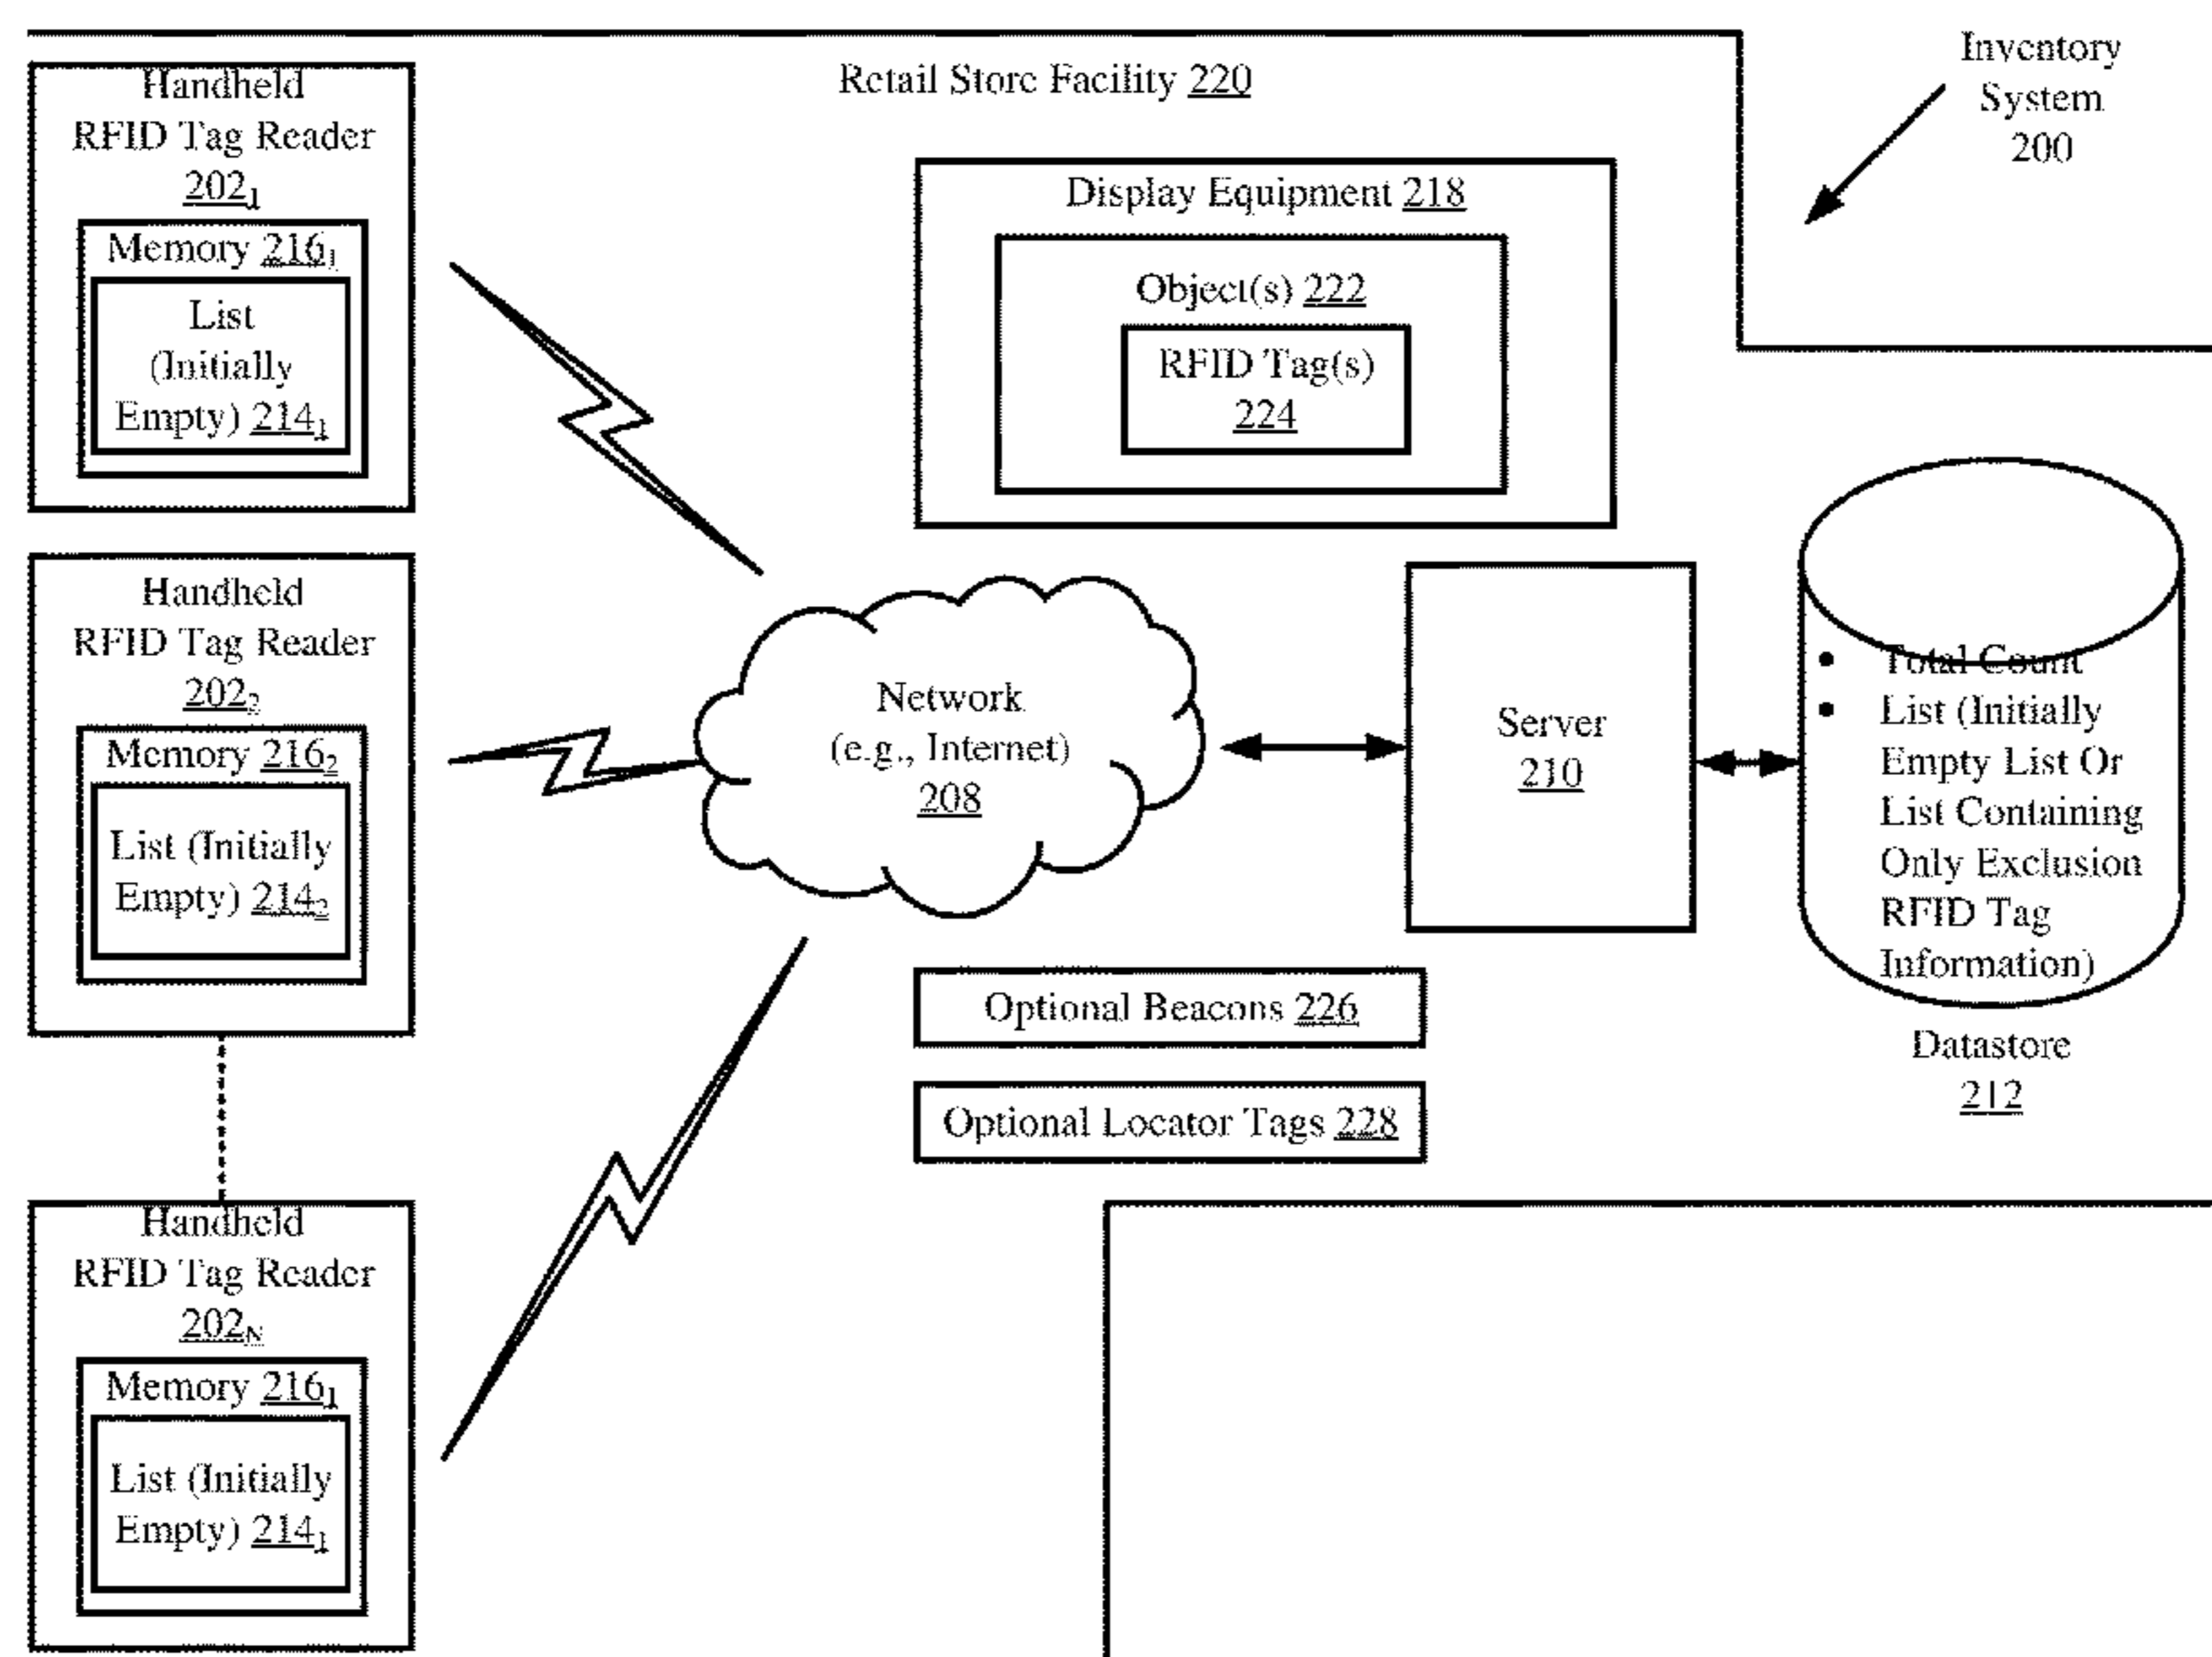 Retail Store Facility 220
Inventory
System
200
Handheld
RFID Tag Reader
202₁
Memory 216₁
List
(Initially
Empty) 214₁
Display Equipment 218
Object(s) 222
RFID Tag(s)
224
Handheld
RFID Tag Reader
202₂
Memory 216₂
List (Initially
Empty) 214₂
Network
(e.g., Internet)
208
Server
210
• Total Count
• List (Initially
Empty List Or
List Containing
Only Exclusion
RFID Tag
Information)
Datastore
212
Optional Beacons 226
Optional Locator Tags 228
Handheld
RFID Tag Reader
202_N
Memory 216₁
List (Initially
Empty) 214₁